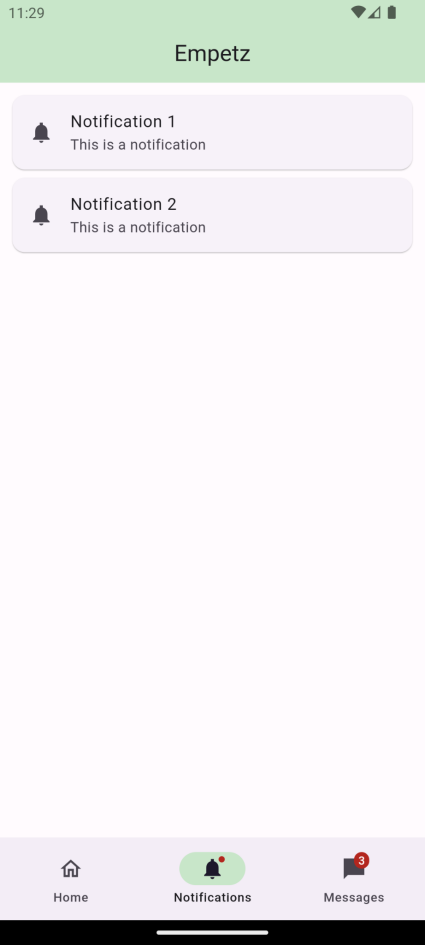 11:29
Empetz
Notification 1
This is a notification
Notification 2
This is a notification
3
Home
Notifications
Messages